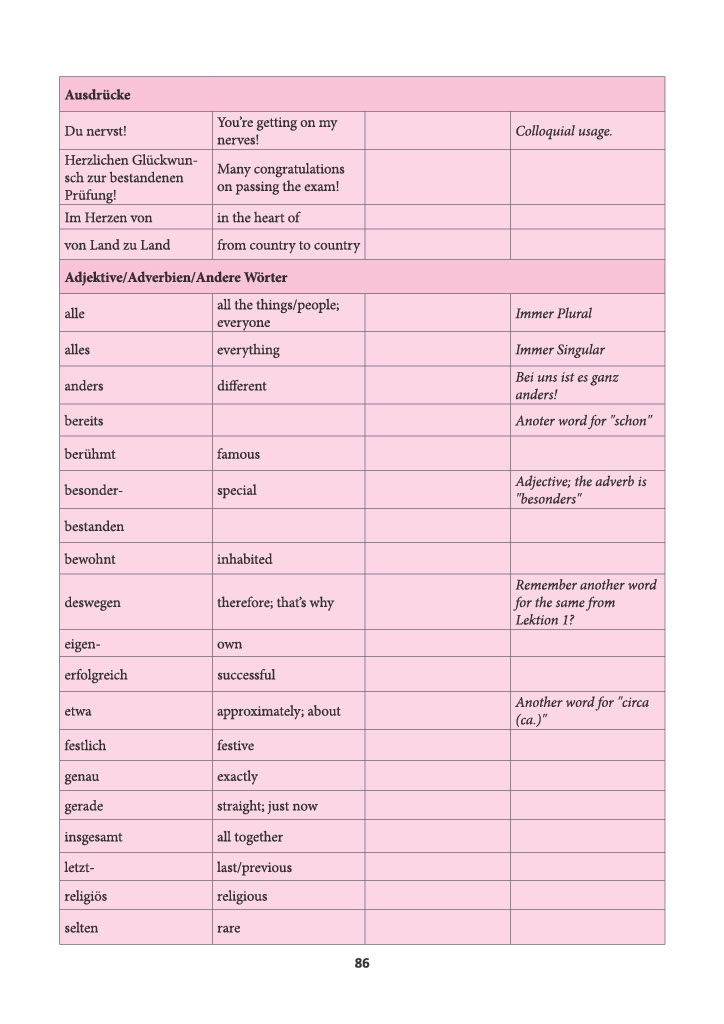 Ausdrücke
Du nervst!
You’re getting on my
nerves!
Colloquial usage.
Herzlichen Glückwun-
sch zur bestandenen
Prüfung!
Many congratulations
on passing the exam!
Im Herzen von
in the heart of
von Land zu Land
from country to country
Adjektive/Adverbien/Andere Wörter
alle
all the things/people;
everyone
Immer Plural
alles
everything
Immer Singular
anders
different
Bei uns ist es ganz
anders!
bereits
Anoter word for "schon"
berühmt
famous
besonder-
special
Adjective; the adverb is
"besonders"
bestanden
bewohnt
inhabited
deswegen
therefore; that’s why
Remember another word
for the same from
Lektion 1?
eigen-
own
erfolgreich
successful
etwa
approximately; about
Another word for "circa
(ca.)"
festlich
festive
genau
exactly
gerade
straight; just now
insgesamt
all together
letzt-
last/previous
religiös
religious
selten
rare
86